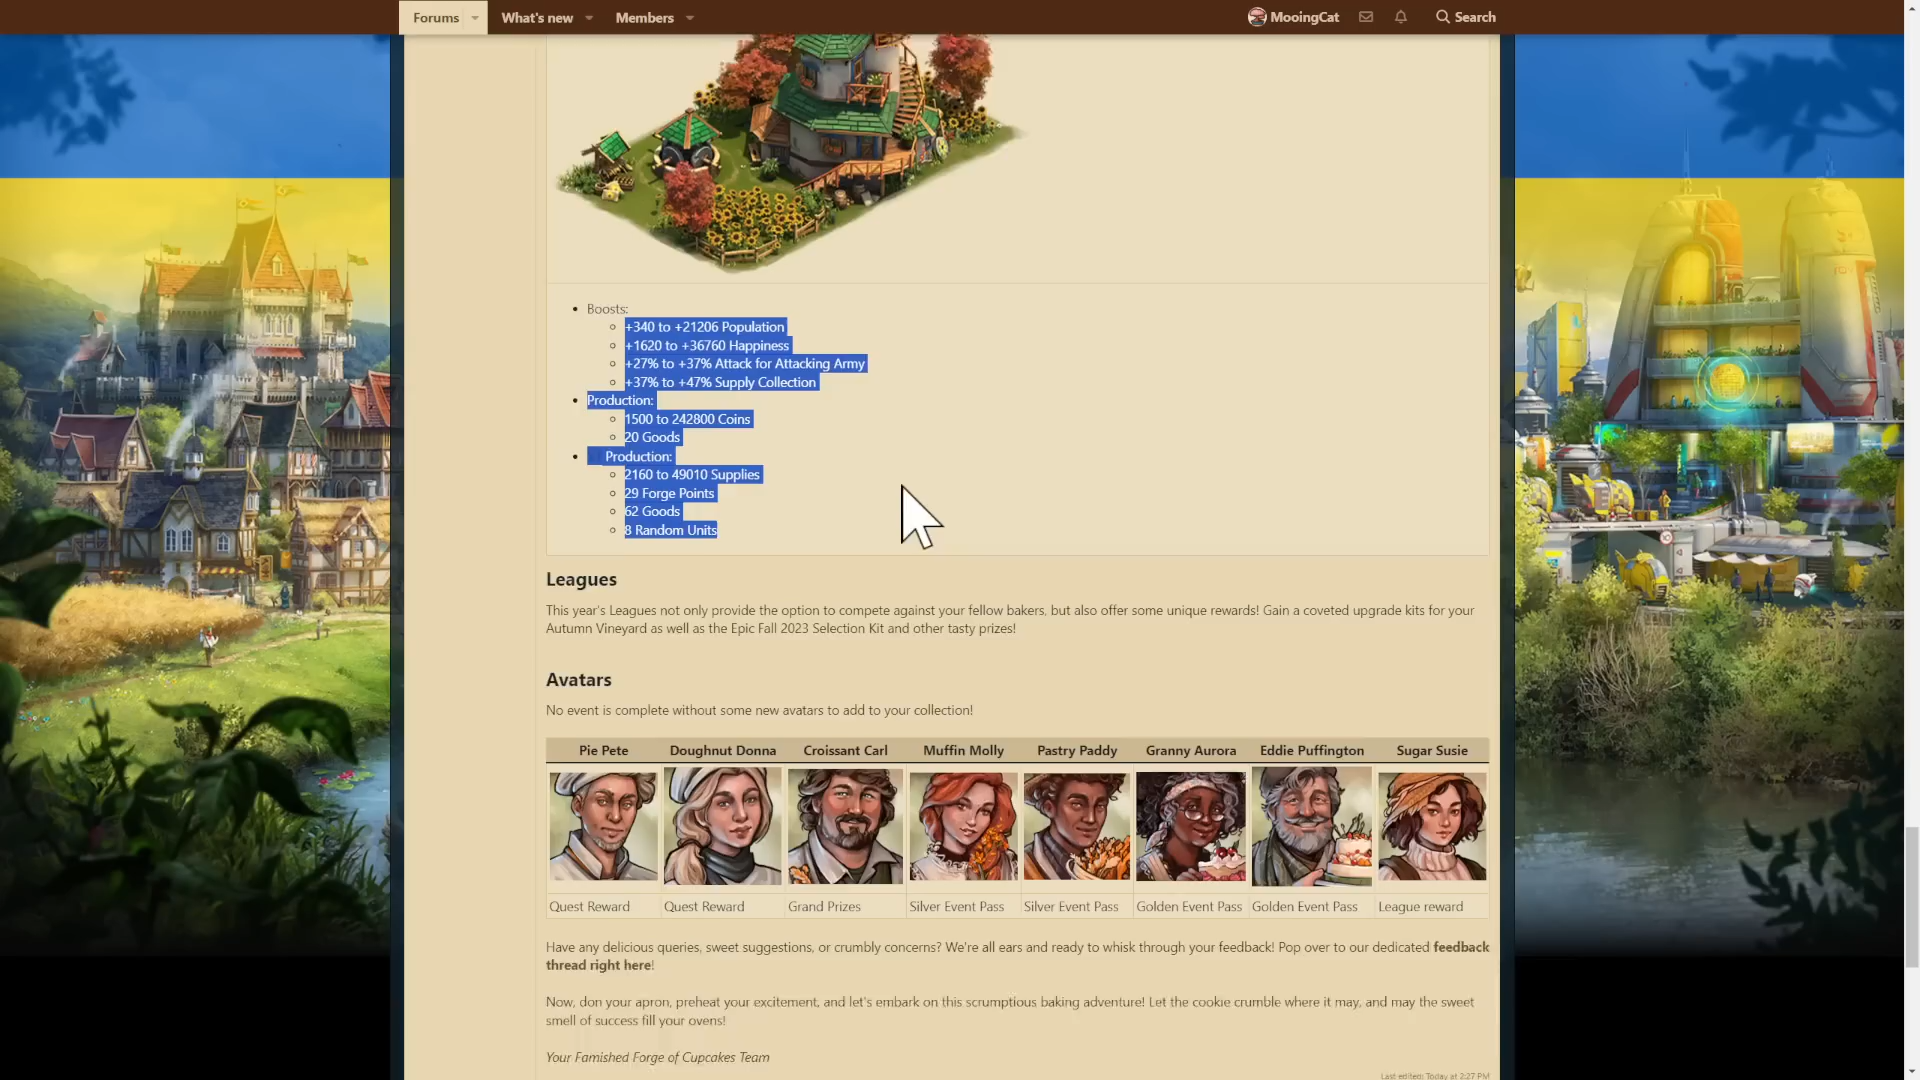 Forums
What's new
Members
MooingCat
Search
Boosts:
+340 to +21206 Population
+1620 to +36760 Happiness
+27% to +37% Attack for Attacking Army
+37% to +47% Supply Collection
Production:
1500 to 242800 Coins
20 Goods
Production:
2160 to 49010 Supplies
29 Forge Points
62 Goods
8 Random Units
Leagues
This year's Leagues not only provide the option to compete against your fellow bakers, but also offer some unique rewards! Gain a coveted upgrade kits for your
Autumn Vineyard as well as the Epic Fall 2023 Selection Kit and other tasty prizes!
Avatars
No event is complete without some new avatars to add to your collection!
Pie Pete Doughnut Donna Croissant Carl Muffin Molly Pastry Paddy Granny Aurora Eddie Puffington Sugar Susie
Quest Reward Quest Reward Grand Prizes Silver Event Pass Silver Event Pass Golden Event Pass Golden Event Pass League reward
Have any delicious queries, sweet suggestions, or crumbly concerns? We're all ears and ready to whisk through your feedback! Pop over to our dedicated feedback
thread right here!
Now, don your apron, preheat your excitement, and let's embark on this scrumptious baking adventure! Let the cookie crumble where it may, and may the sweet
smell of success fill your ovens!
Your Famished Forge of Cupcakes Team
Last edited: Today at 2:27 PM